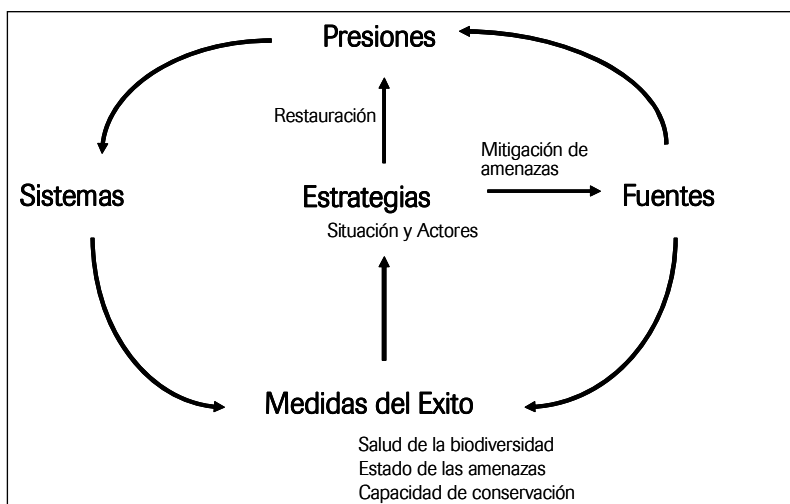 Presiones
Restauración
Mitigación de
amenazas
Sistemas
Estrategias
Fuentes
Situación y Actores
Medidas del Exito
Salud de la biodiversidad
Estado de las amenazas
Capacidad de conservación